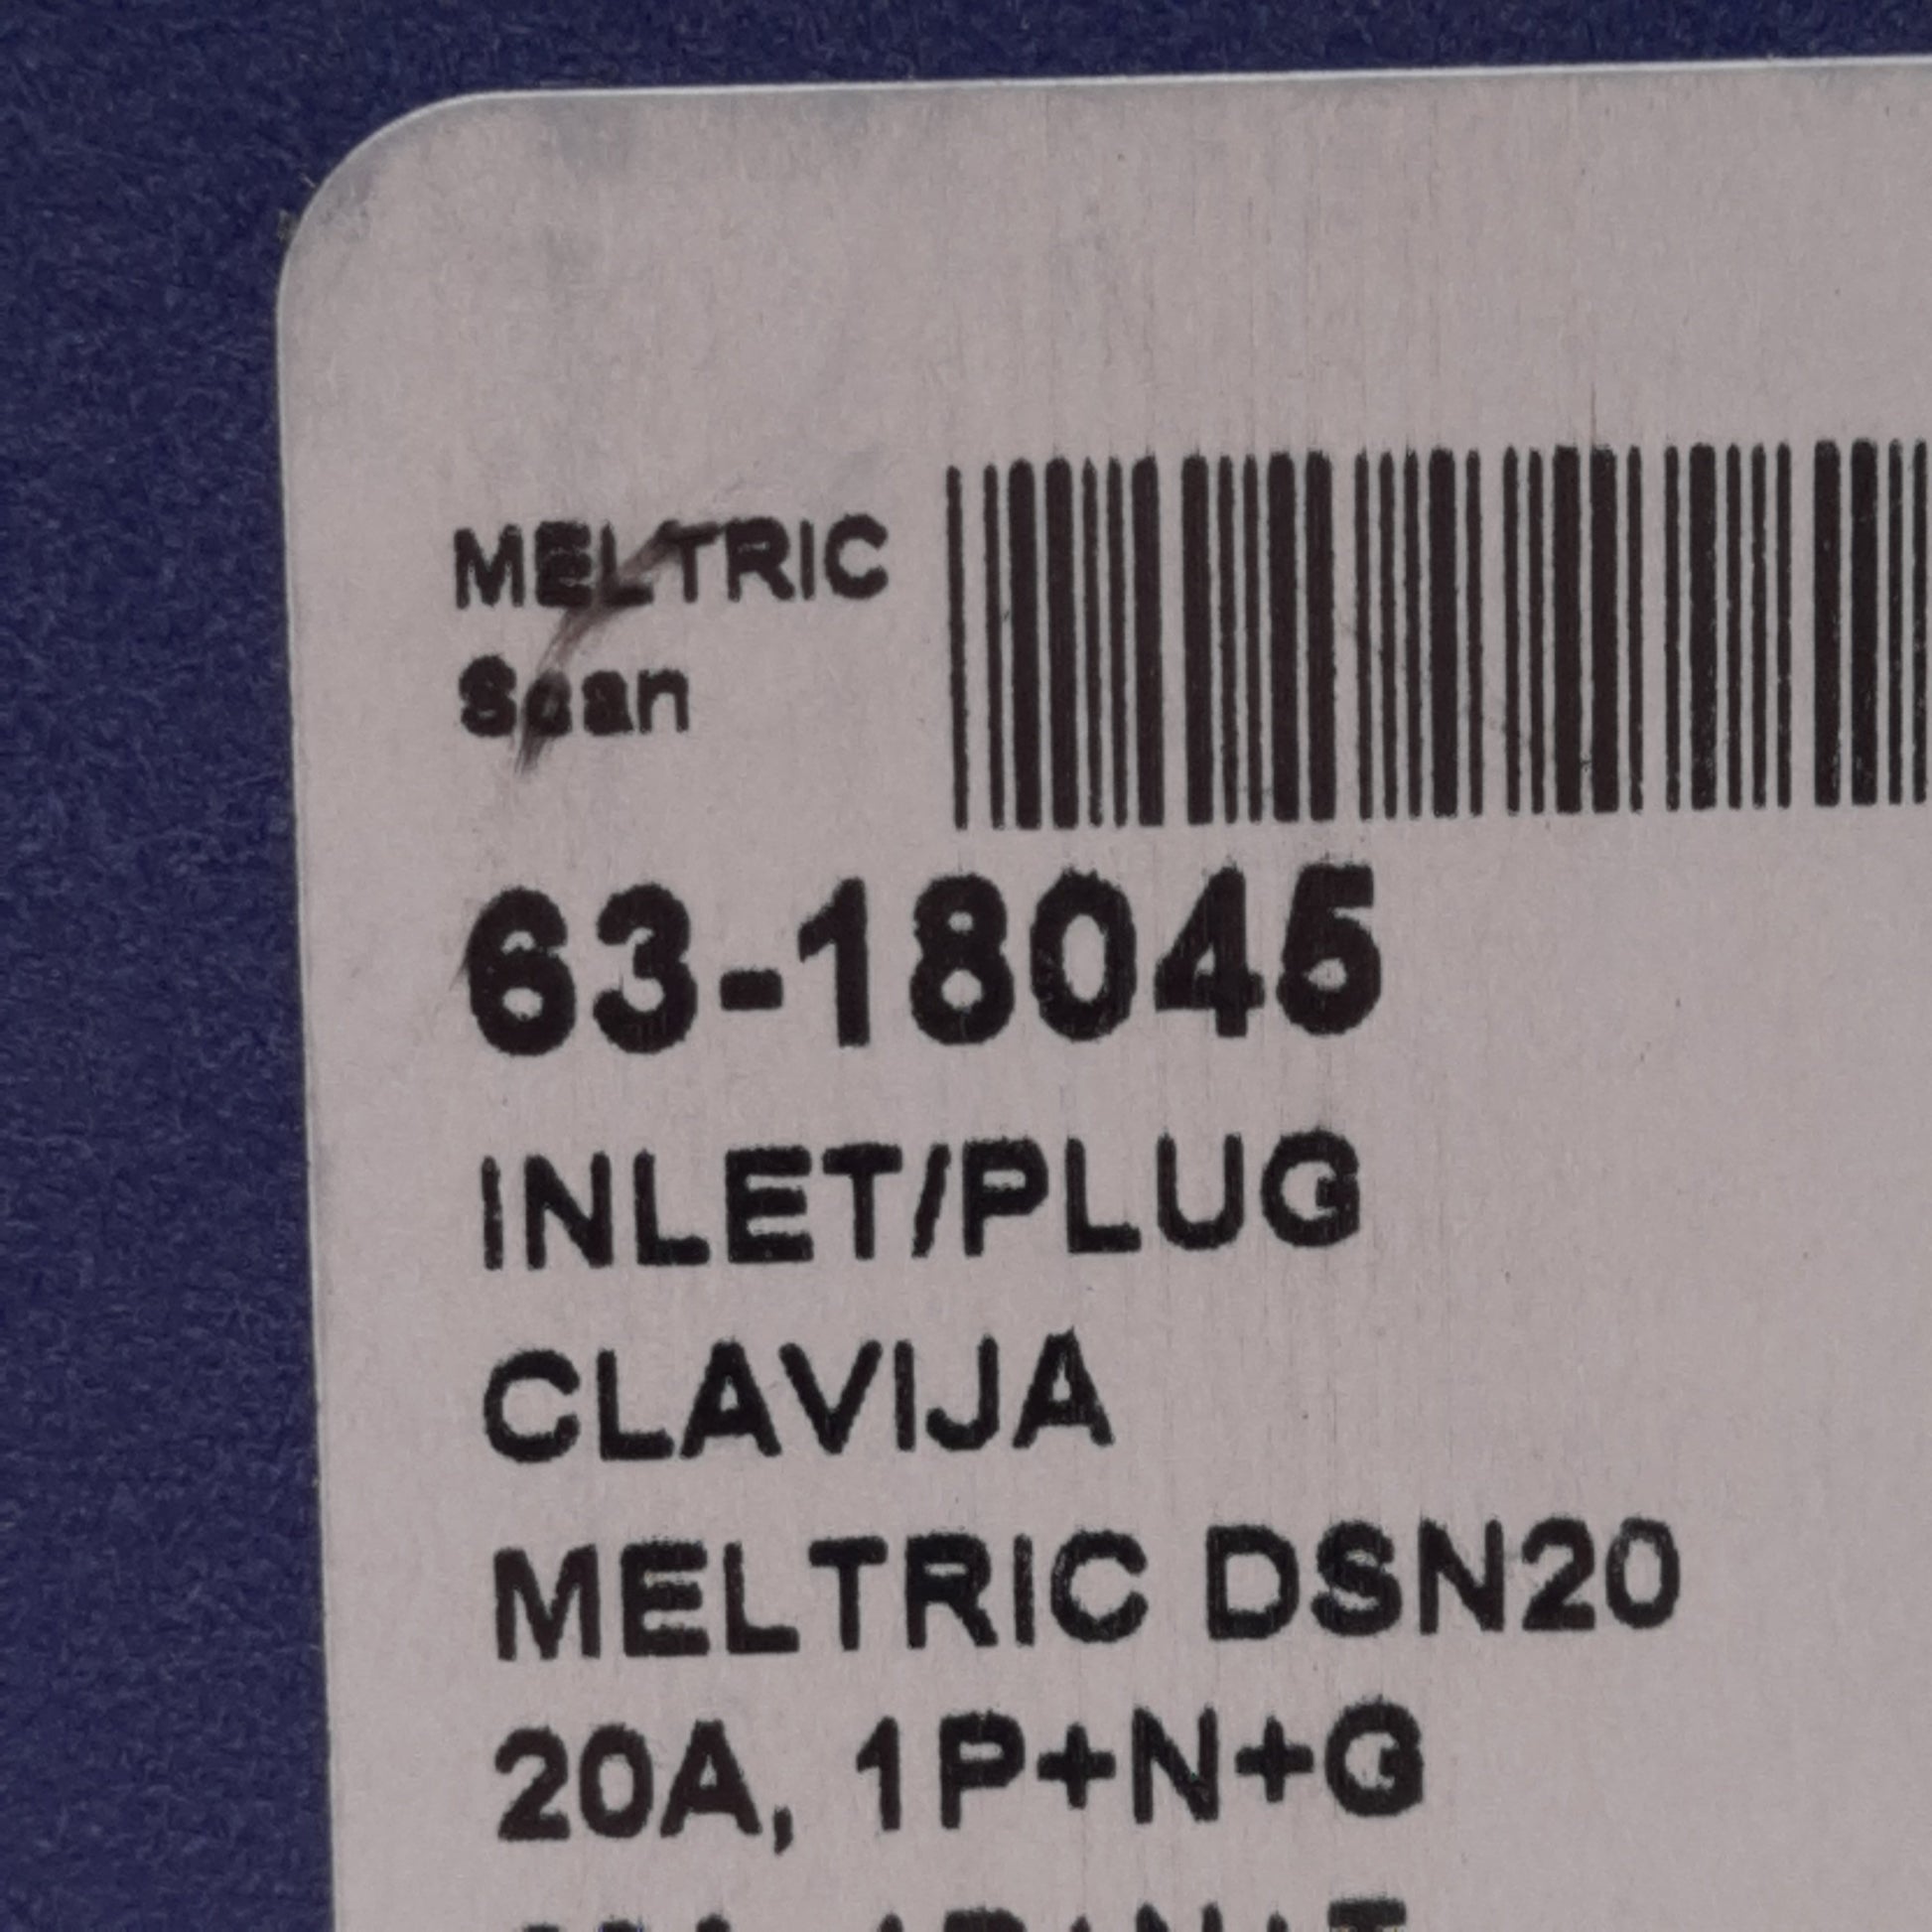 MELTRIC
Scan
63-18045
INLET/PLUG
CLAVIJA
MELTRIC DSN20
20A, 1P+N+G